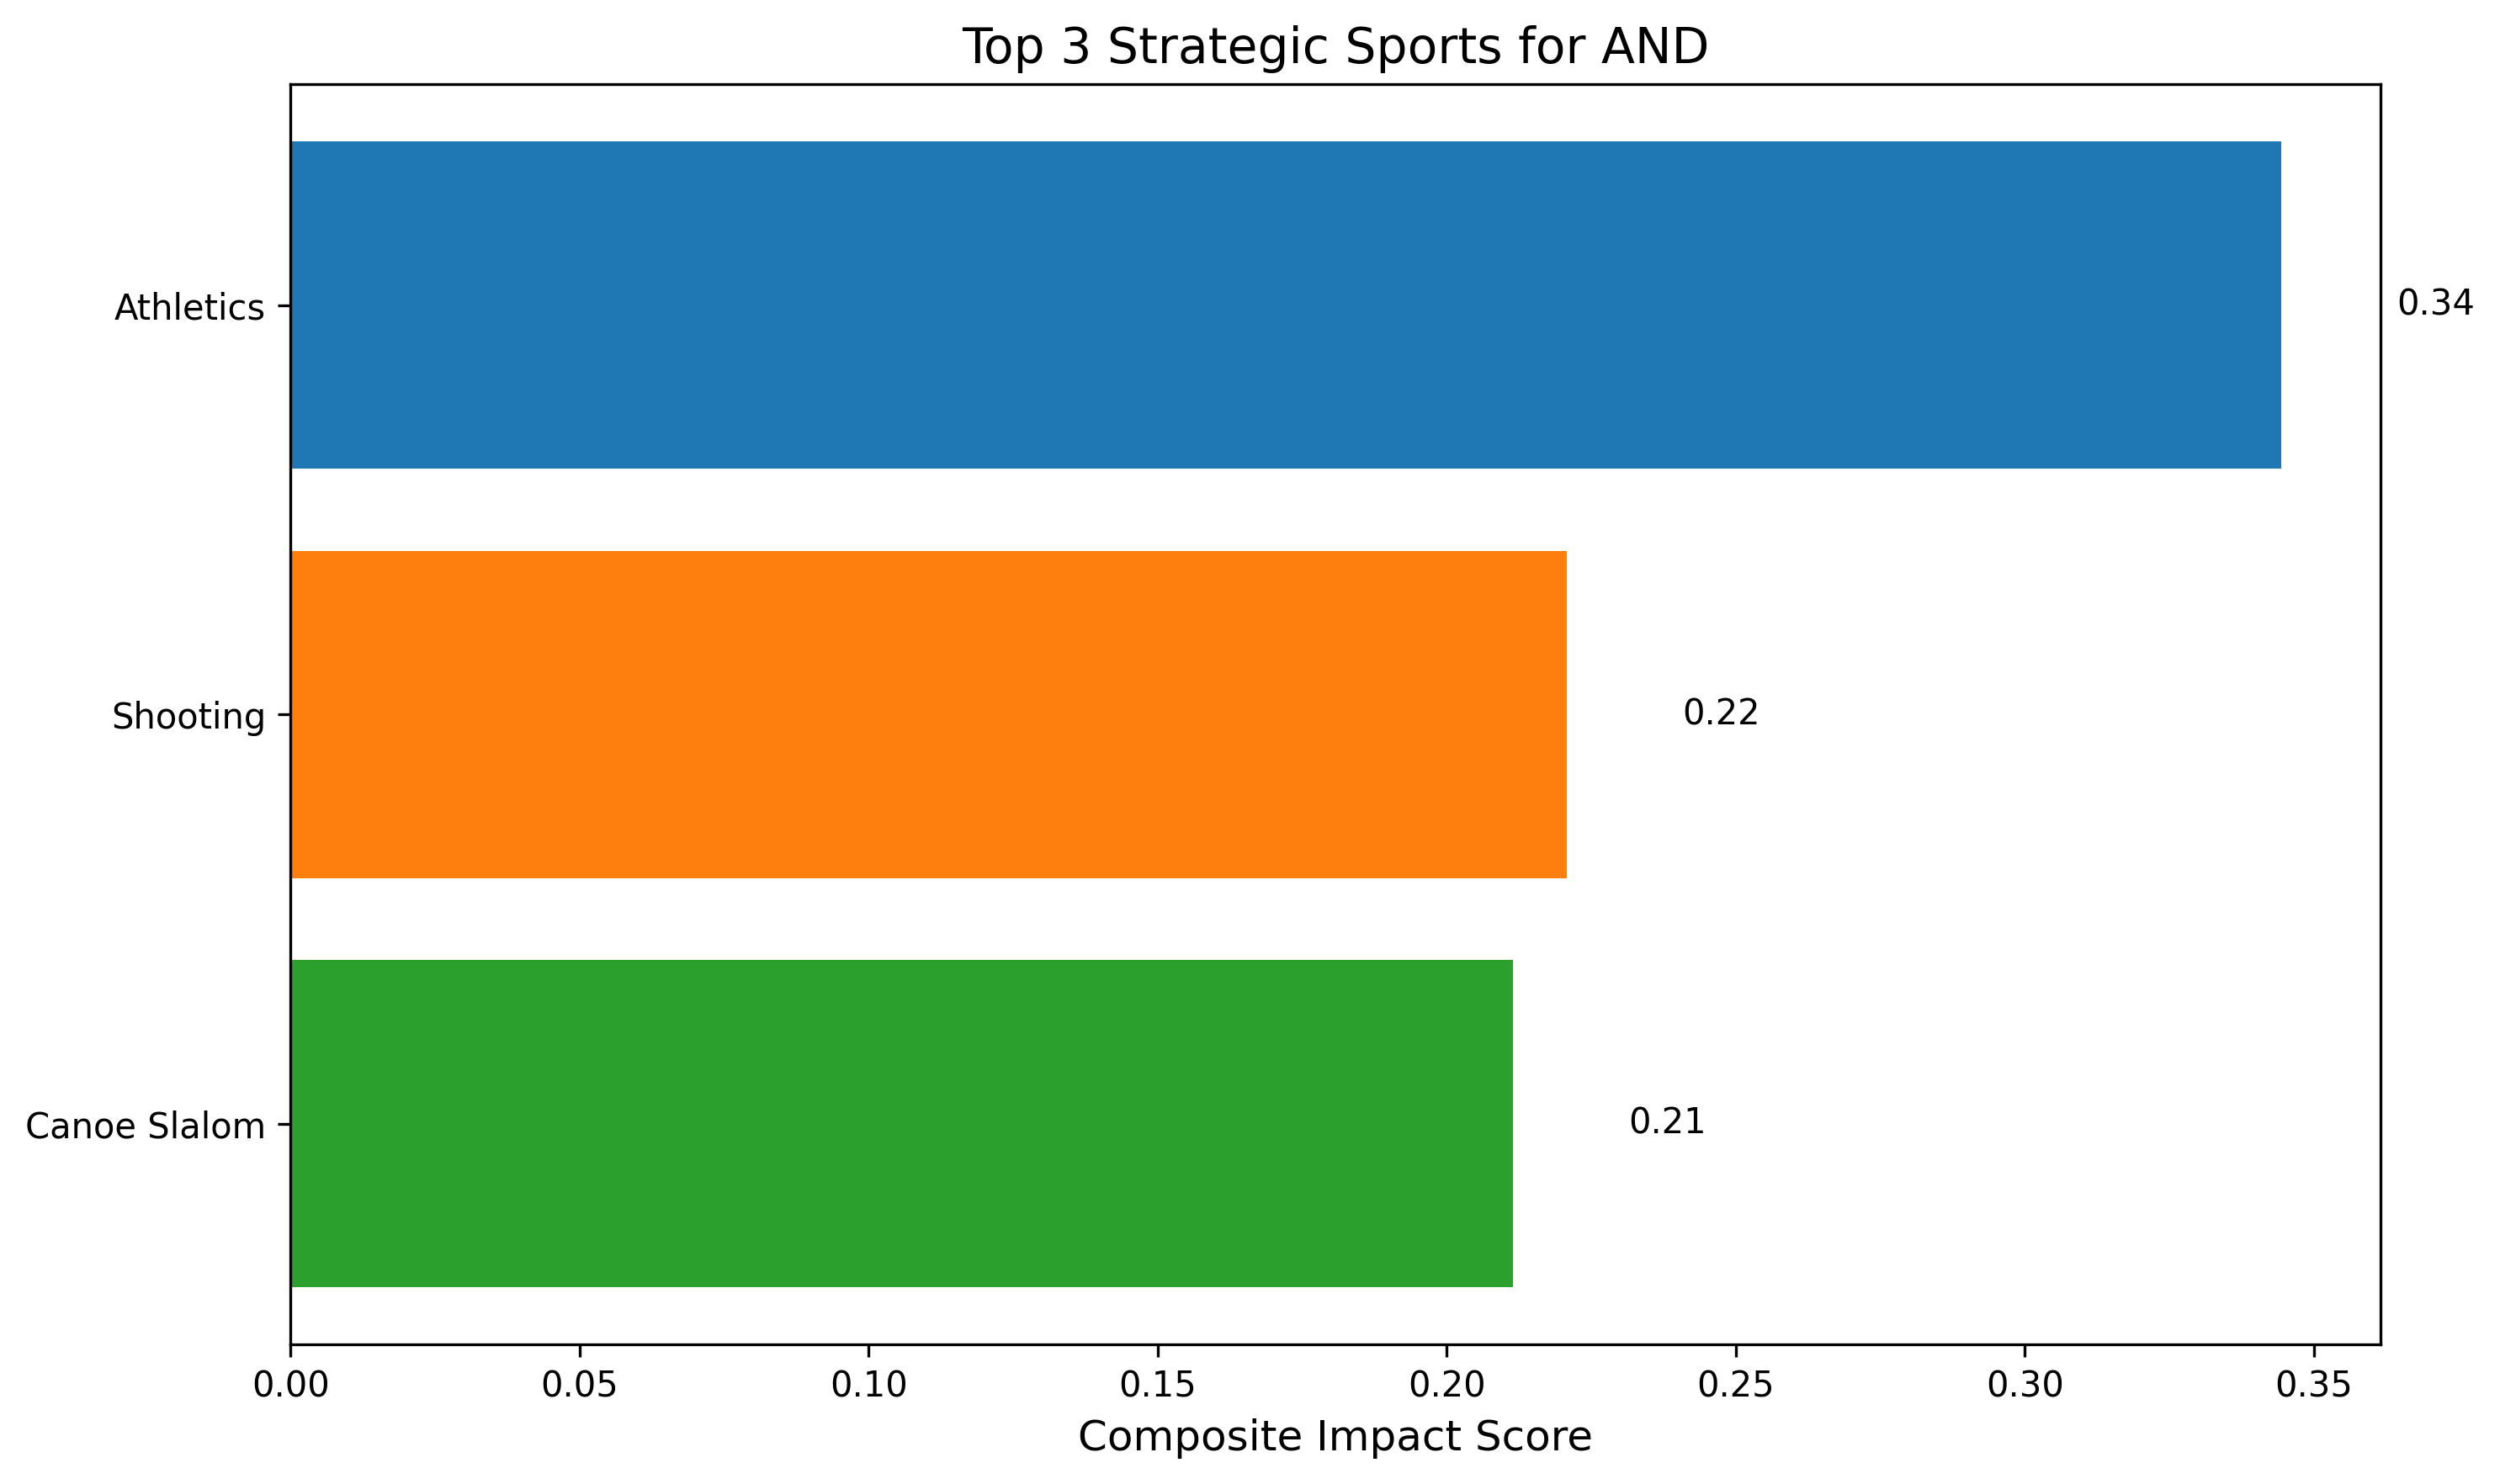 Top 3 Strategic Sports for AND
Athletics
0.34
Shooting
0.22
Canoe Slalom
0.21
0.00 0.05 0.10 0.15 0.20 0.25 0.30 0.35
Composite Impact Score